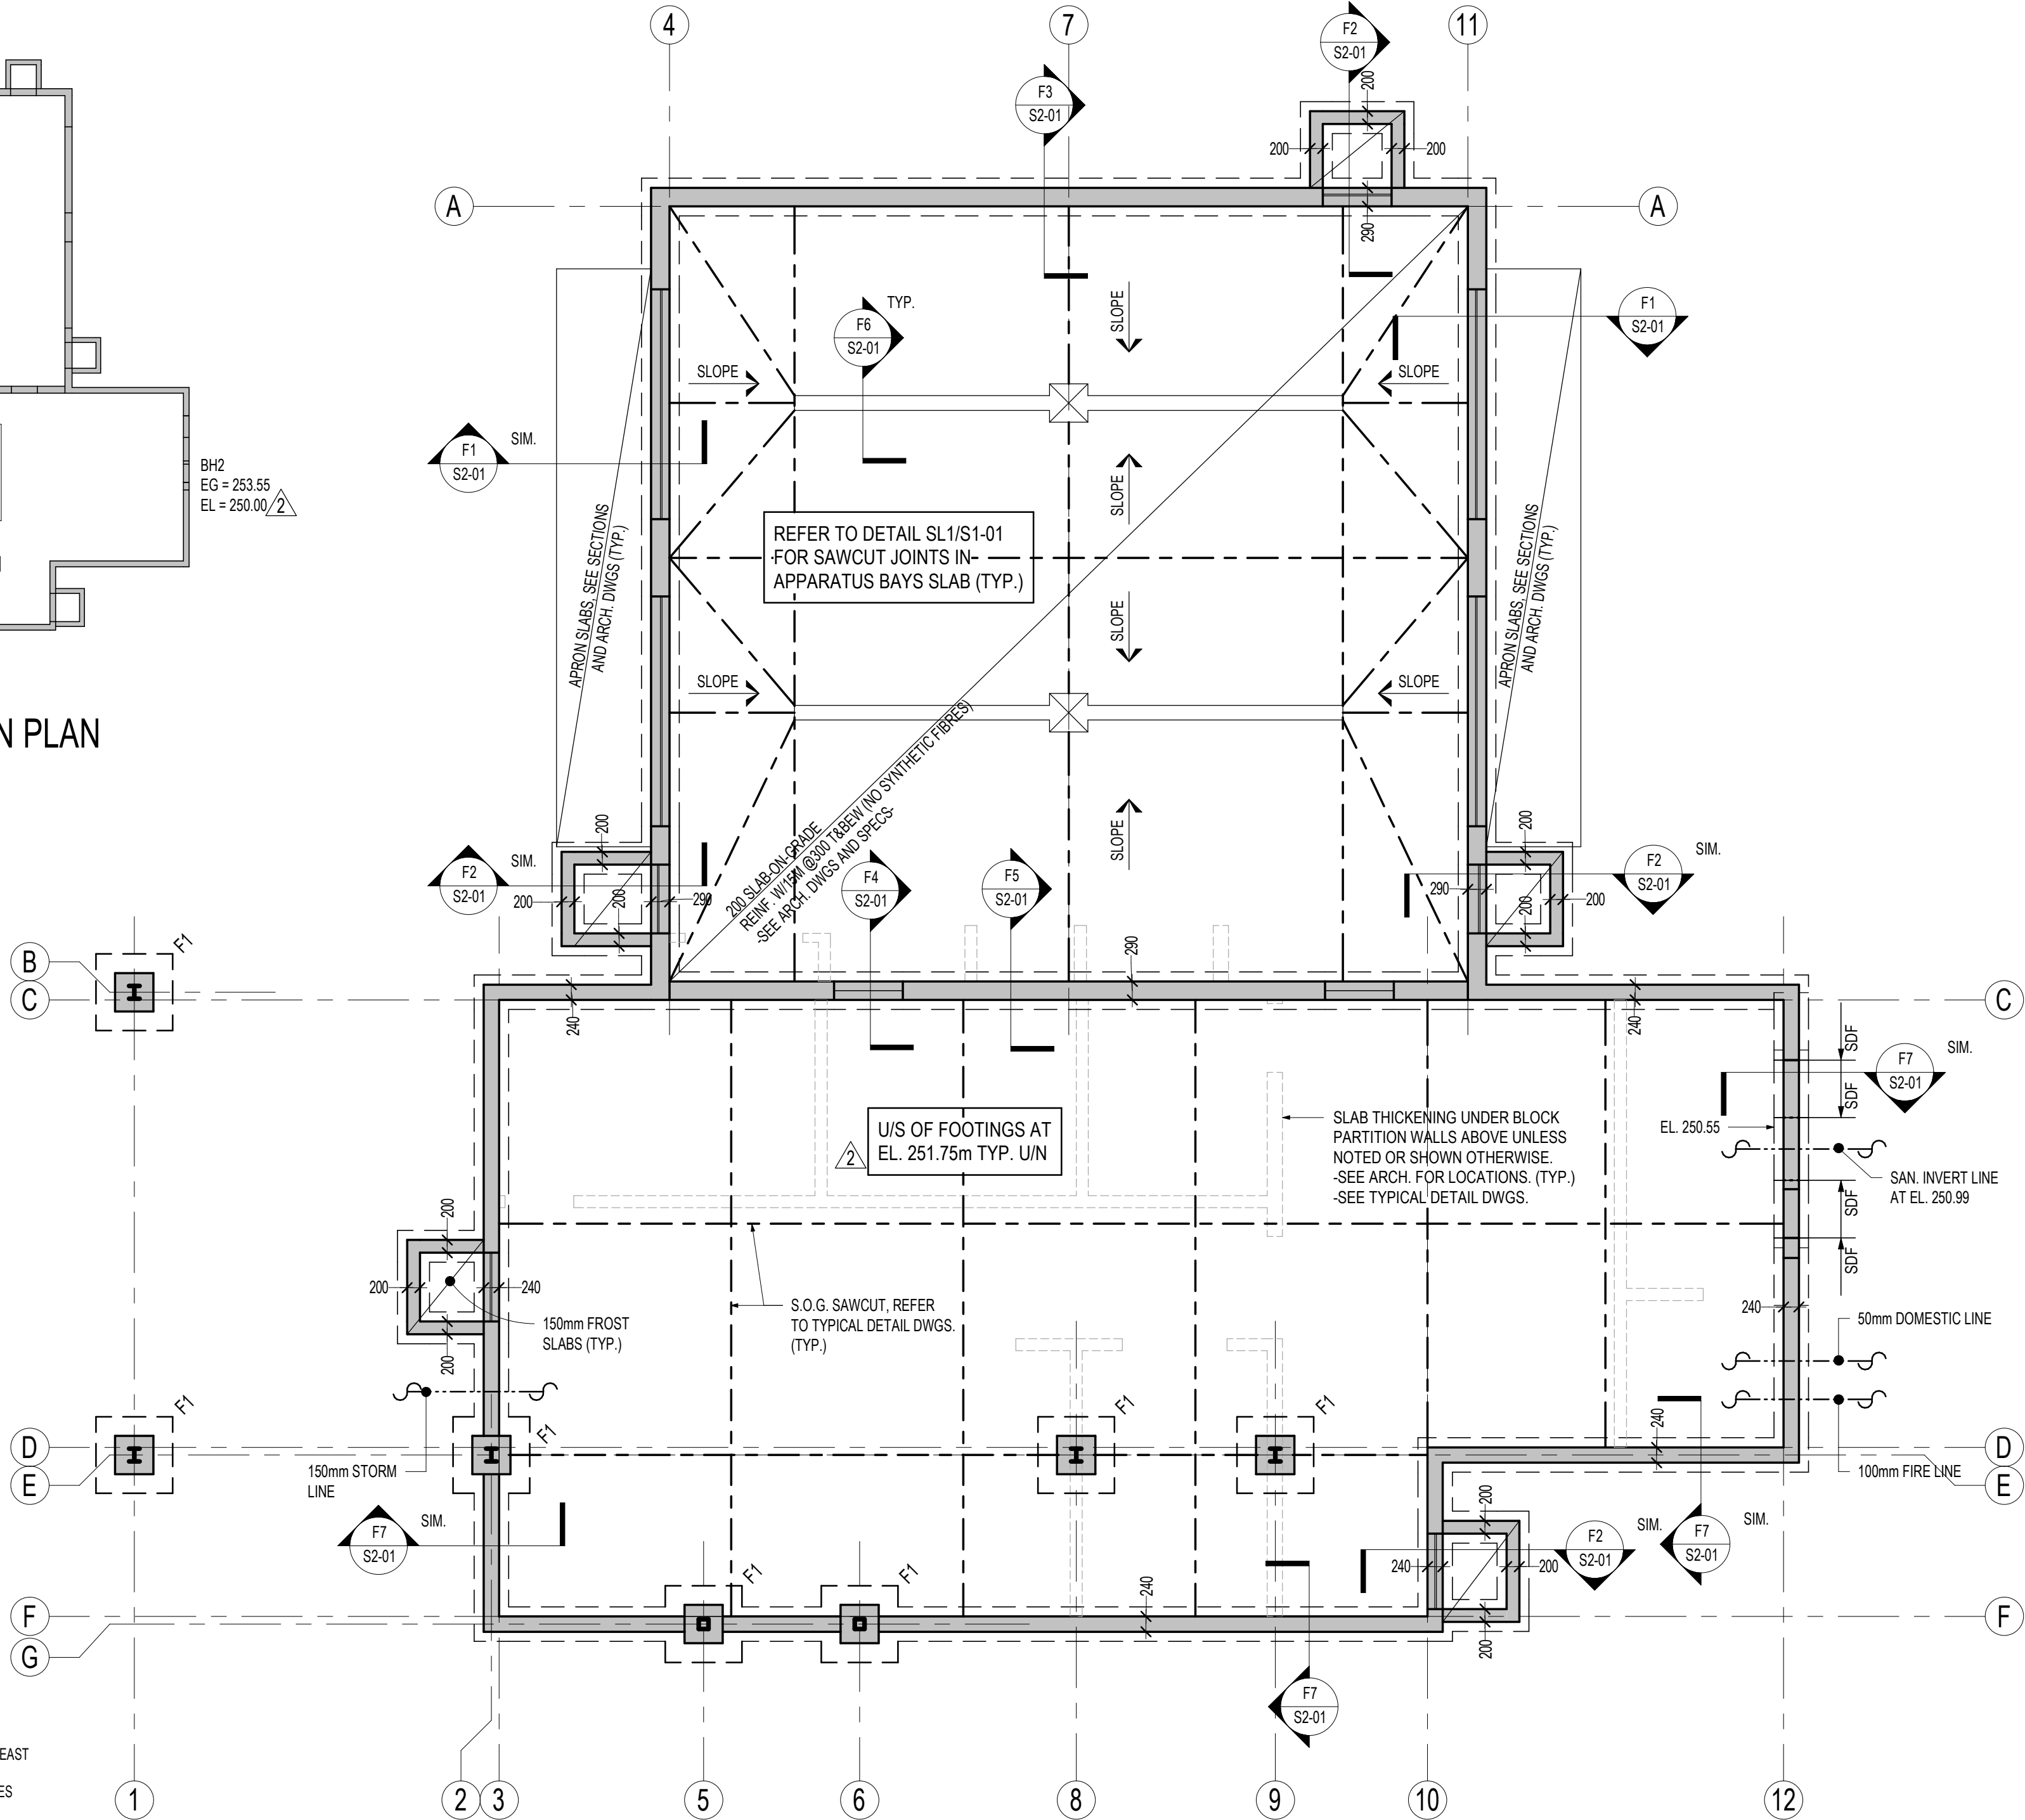 4
7
11
F2
S2-01
F3
S2-01
200
200
200
290
A
A
F1
S2-01
F6
S2-01
TYP.
SLOPE
SLOPE
SLOPE
F1
S2-01
SIM.
BH2
EG = 253.55
EL = 250.00
2
SLOPE
REFER TO DETAIL SL1/S1-01
FOR SAWCUT JOINTS IN
APPARATUS BAYS SLAB (TYP.)
APRON SLABS, SEE SECTIONS
AND ARCH. DWGS (TYP.)
APRON SLABS, SEE SECTIONS
AND ARCH. DWGS (TYP.)
SLOPE
SLOPE
SLOPE
N PLAN
200 SLAB-ON-GRADE
REINF. W/15M @300 T&BEW (NO SYNTHETIC FIBRES)
-SEE ARCH. DWGS AND SPECS-
SLOPE
200
200
F2
S2-01
SIM.
200
200
290
F4
S2-01
F5
S2-01
290
200
200
F2
S2-01
SIM.
B
C
F1
240
290
240
C
SDF
SDF
F7
S2-01
SIM.
U/S OF FOOTINGS AT
EL. 251.75m TYP. U/N
2
SLAB THICKENING UNDER BLOCK
PARTITION WALLS ABOVE UNLESS
NOTED OR SHOWN OTHERWISE.
-SEE ARCH. FOR LOCATIONS. (TYP.)
-SEE TYPICAL DETAIL DWGS.
EL. 250.55
SAN. INVERT LINE
AT EL. 250.99
SDF
SDF
200
200
240
200
150mm FROST
SLABS (TYP.)
S.O.G. SAWCUT, REFER
TO TYPICAL DETAIL DWGS.
(TYP.)
240
50mm DOMESTIC LINE
F1
F1
F1
F1
240
D
E
D
E
150mm STORM
LINE
100mm FIRE LINE
F7
S2-01
SIM.
200
240
200
200
F2
S2-01
SIM.
F7
S2-01
SIM.
F1
F1
240
F
G
F
F7
S2-01
EAST
ES
1
2
3
5
6
8
9
10
12